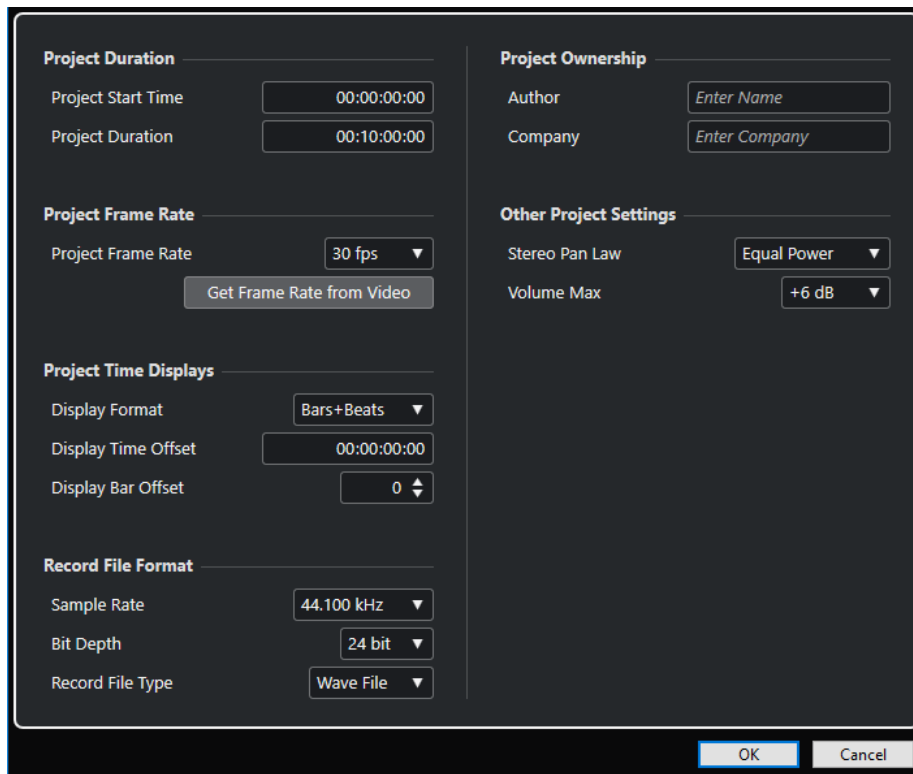 Project Duration
Project Start Time 00:00:00:00
Project Duration 00:10:00:00
Project Frame Rate
Project Frame Rate 30 fps
Get Frame Rate from Video
Project Time Displays
Display Format Bars+Beats
Display Time Offset 00:00:00:00
Display Bar Offset 0
Record File Format
Sample Rate 44.100 kHz
Bit Depth 24 bit
Record File Type Wave File
Project Ownership
Author Enter Name
Company Enter Company
Other Project Settings
Stereo Pan Law Equal Power
Volume Max +6 dB
OK Cancel